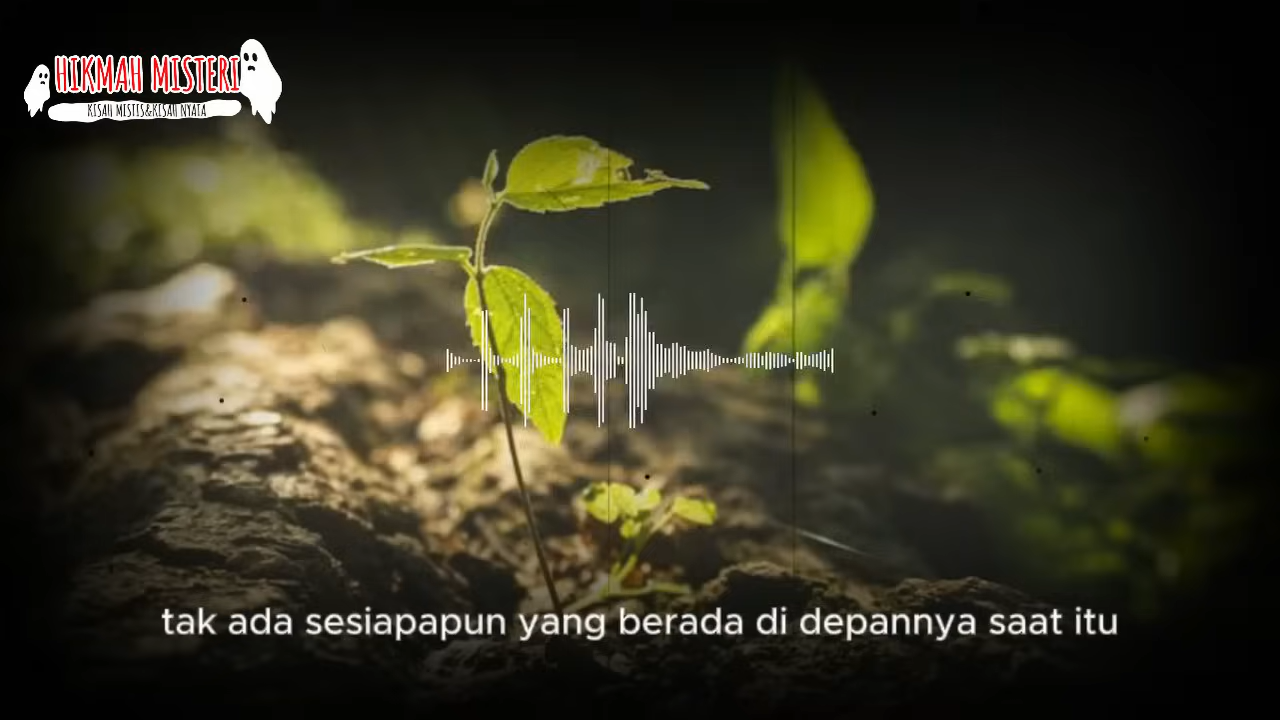 HIKMAH MISTERI
KISAH MISTIS&KISAH NYATA
tak ada sesiapapun yang berada di depannya saat itu